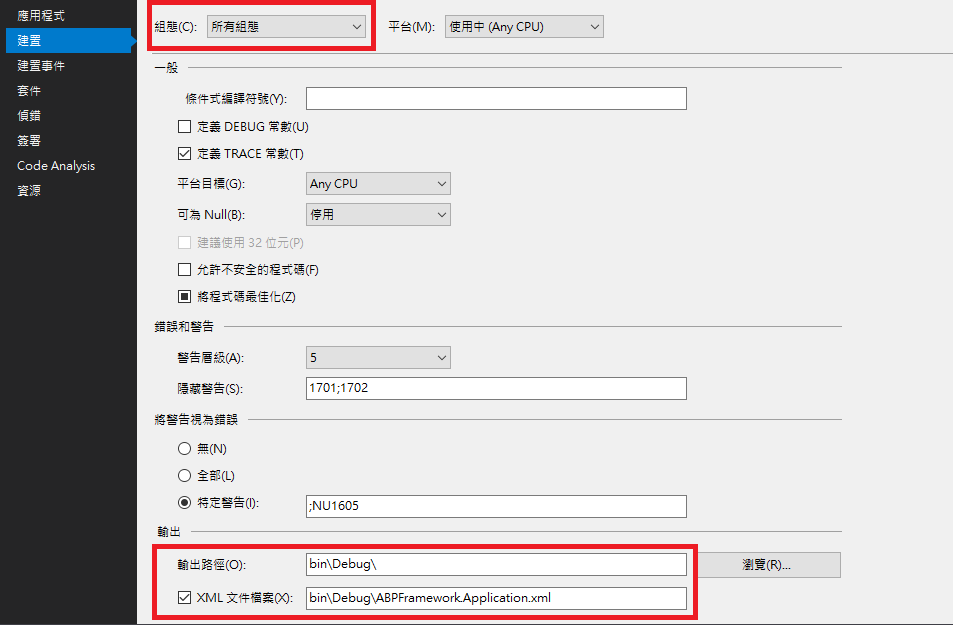 應用程式
建置
建置事件
套件
偵錯
簽署
Code Analysis
資源
組態(C): 所有組態 平台(M): 使用中 (Any CPU)
一般
條件式編譯符號(Y):
定義 DEBUG 常數(U)
定義 TRACE 常數(T)
平台目標(G): Any CPU
可為 Null(B): 停用
建議使用 32 位元(P)
允許不安全的程式碼(F)
將程式碼最佳化(Z)
錯誤和警告
警告層級(A): 5
隱藏警告(S): 1701;1702
將警告視為錯誤
無(N)
全部(L)
特定警告(I): ;NU1605
輸出
輸出路徑(O): bin\Debug\ 瀏覽(R)...
XML 文件檔案(X): bin\Debug\ABPFramework.Application.xml